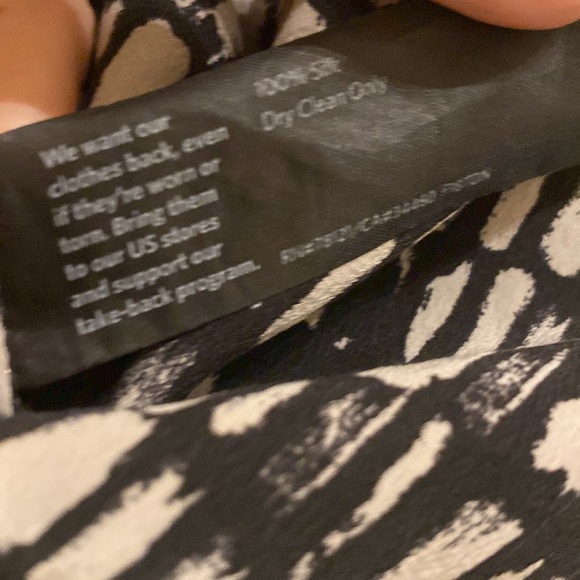 We want our
clothes back, even
if they're worn or
torn. Bring them
to our US stores
and support our
take-back program.
100% Silk
Dry Clean Only